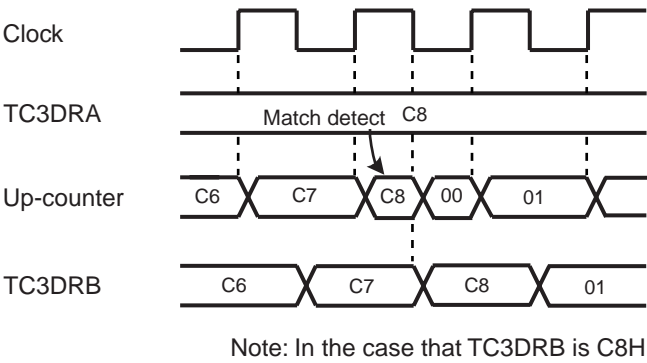 Clock
TC3DRA
Match detect C8
Up-counter C6 C7 C8 00 01
TC3DRB C6 C7 C8 01
Note: In the case that TC3DRB is C8H